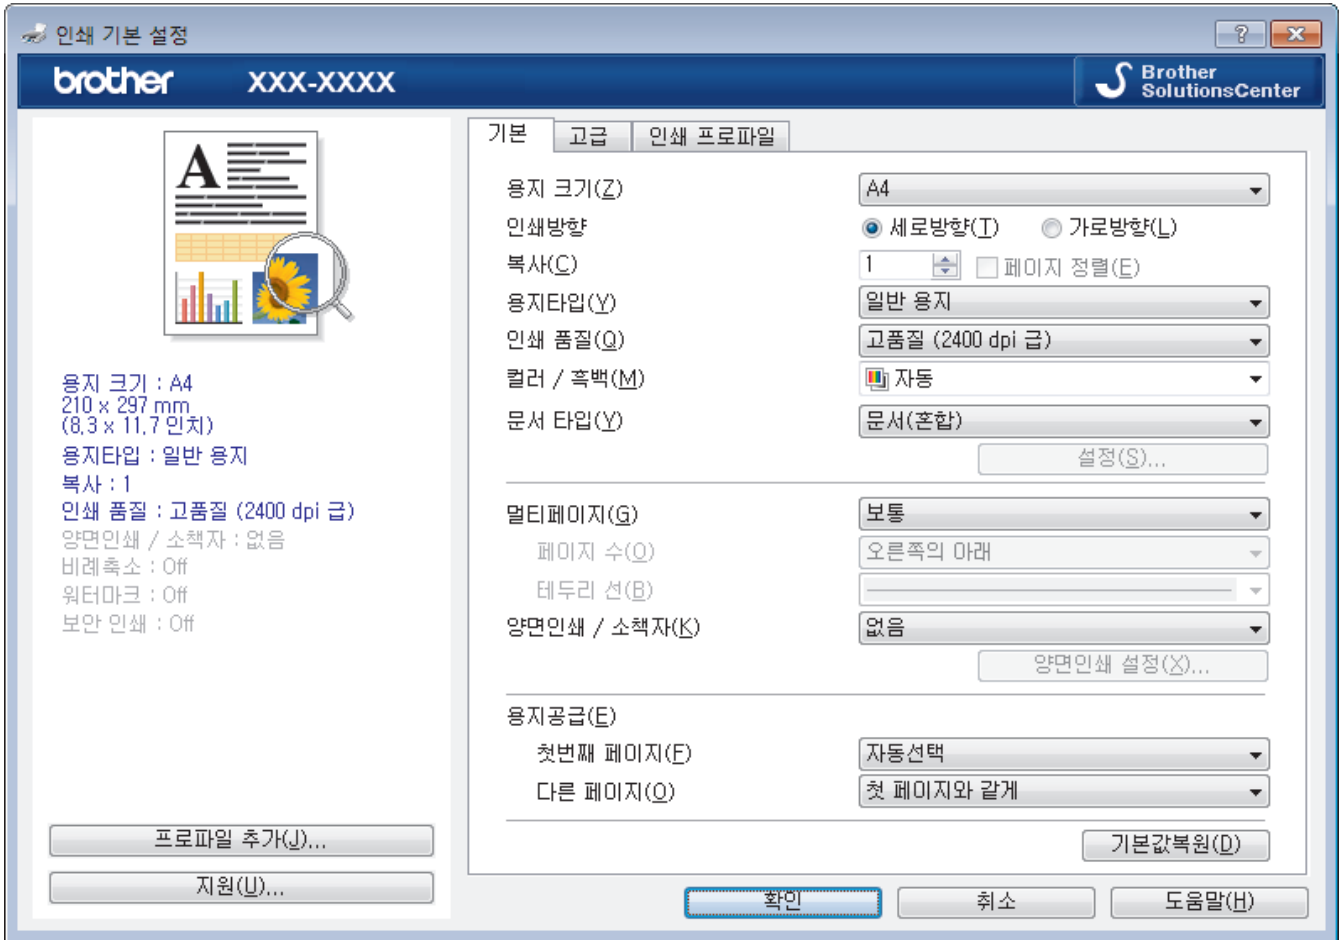 인쇄 기본 설정
?
brother XXX-XXXX
Brother
SolutionsCenter
A
용지 크기 : A4
210 x 297 mm
(8,3 x 11,7 인치)
용지타입 : 일반 용지
복사 : 1
인쇄 품질 : 고품질 (2400 dpi 급)
양면인쇄 / 소책자 : 없음
비례축소 : Off
워터마크 : Off
보안 인쇄 : Off
프로파일 추가(J)...
지원(U)...
기본 고급 인쇄 프로파일
용지 크기(Z) A4
인쇄방향 세로방향(T) 가로방향(L)
복사(C) 1 페이지 정렬(E)
용지타입(Y) 일반 용지
인쇄 품질(Q) 고품질 (2400 dpi 급)
컬러 / 흑백(M) 자동
문서 타입(Y) 문서(혼합)
설정(S)...
멀티페이지(G) 보통
페이지 수(O) 오른쪽의 아래
테두리 선(B)
양면인쇄 / 소책자(K) 없음
양면인쇄 설정(X)...
용지공급(E)
첫번째 페이지(F) 자동선택
다른 페이지(O) 첫 페이지와 같게
기본값복원(D)
확인 취소 도움말(H)